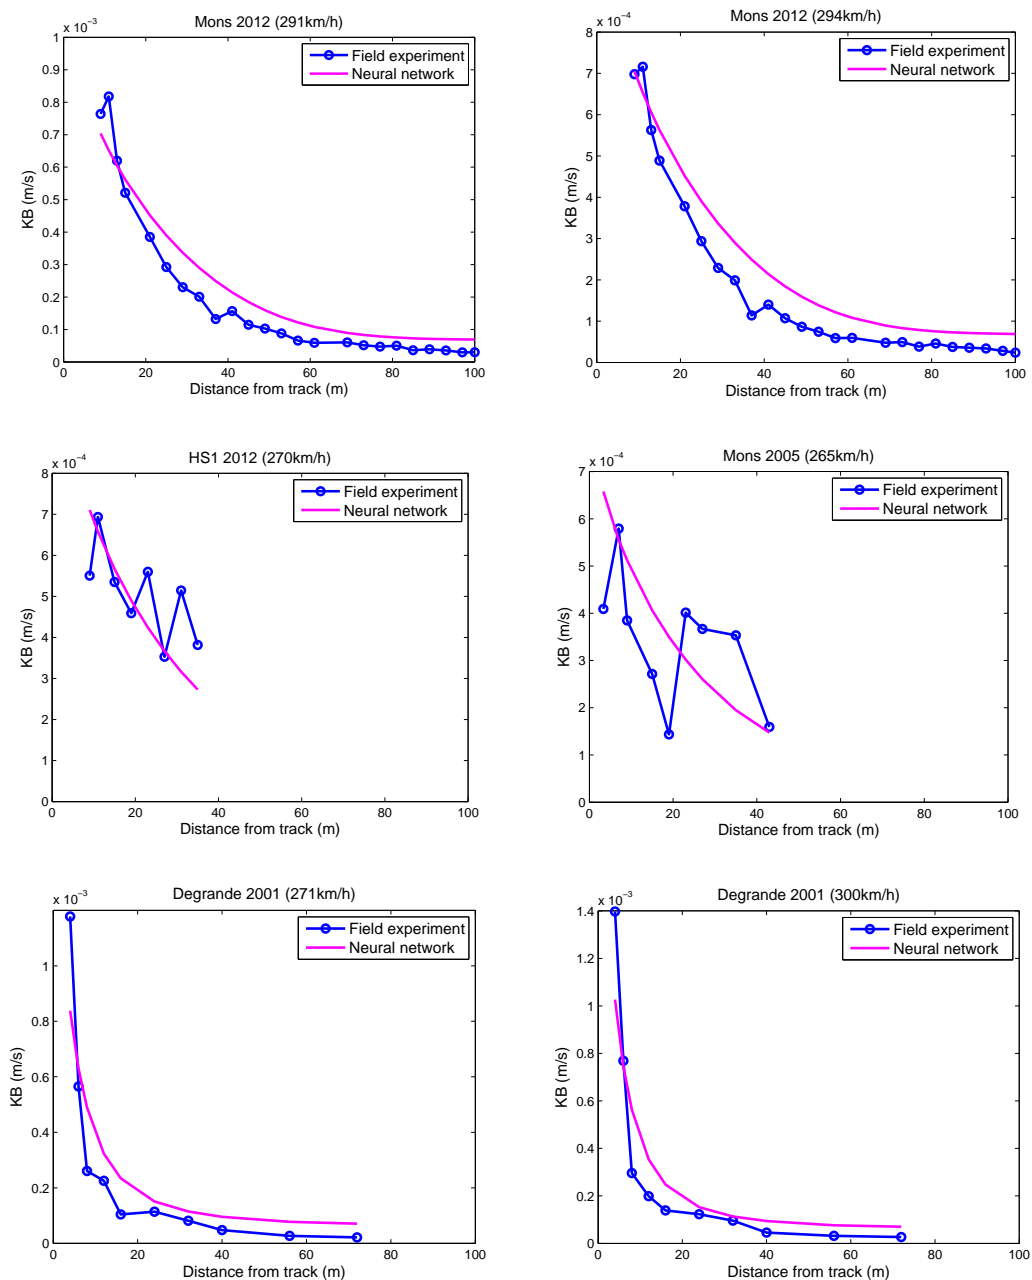 Mons 2012 (291km/h)
x 10⁻³
Field experiment
Neural network
1
0.9
0.8
0.7
0.6
0.5
0.4
0.3
0.2
0.1
0
KB (m/s)
0 20 40 60 80 100
Distance from track (m)
Mons 2012 (294km/h)
x 10⁻⁴
Field experiment
Neural network
8
7
6
5
4
3
2
1
0
KB (m/s)
0 20 40 60 80 100
Distance from track (m)
HS1 2012 (270km/h)
x 10⁻⁴
Field experiment
Neural network
8
7
6
5
4
3
2
1
0
KB (m/s)
0 20 40 60 80 100
Distance from track (m)
Mons 2005 (265km/h)
x 10⁻⁴
Field experiment
Neural network
7
6
5
4
3
2
1
0
KB (m/s)
0 20 40 60 80 100
Distance from track (m)
Degrande 2001 (271km/h)
x 10⁻³
Field experiment
Neural network
1
0.8
0.6
0.4
0.2
0
KB (m/s)
0 20 40 60 80 100
Distance from track (m)
Degrande 2001 (300km/h)
x 10⁻³
Field experiment
Neural network
1.4
1.2
1
0.8
0.6
0.4
0.2
0
KB (m/s)
0 20 40 60 80 100
Distance from track (m)